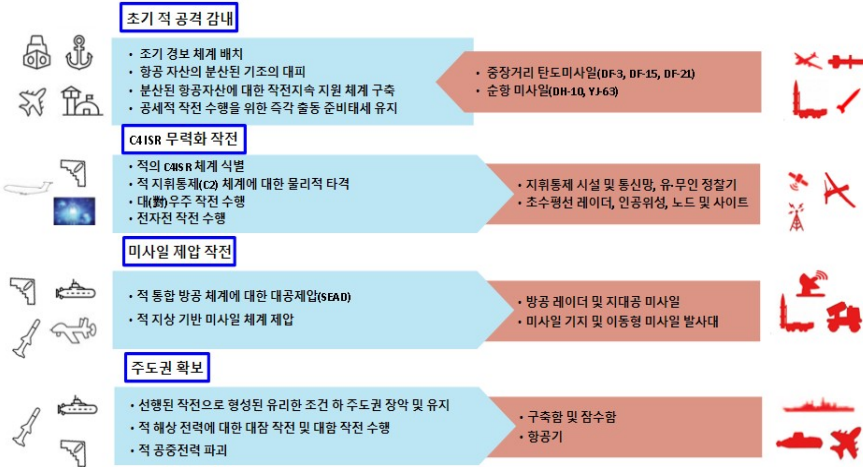 초기 적 공격 감내
• 조기 경보 체계 배치
• 항공 자산의 분산된 기조의 대피
• 분산된 항공자산에 대한 작전지속 지원 체계 구축
• 공세적 작전 수행을 위한 즉각 출동 준비태세 유지
• 중장거리 탄도미사일(DF-3, DF-15, DF-21)
• 순항 미사일(DH-10, YJ-63)
C4ISR 무력화 작전
• 적의 C4ISR 체계 식별
• 적 지휘통제(C2) 체계에 대한 물리적 타격
• 대(對)우주 작전 수행
• 전자전 작전 수행
• 지휘통제 시설 및 통신망, 유·무인 정찰기
• 초수평선 레이더, 인공위성, 노드 및 사이트
미사일 제압 작전
• 적 통합 방공 체계에 대한 대공제압(SEAD)
• 적 지상 기반 미사일 체계 제압
• 방공 레이더 및 지대공 미사일
• 미사일 기지 및 이동형 미사일 발사대
주도권 확보
• 선행된 작전으로 형성된 유리한 조건 하 주도권 장악 및 유지
• 적 해상 전력에 대한 대잠 작전 및 대함 작전 수행
• 적 공중전력 파괴
• 구축함 및 잠수함
• 항공기